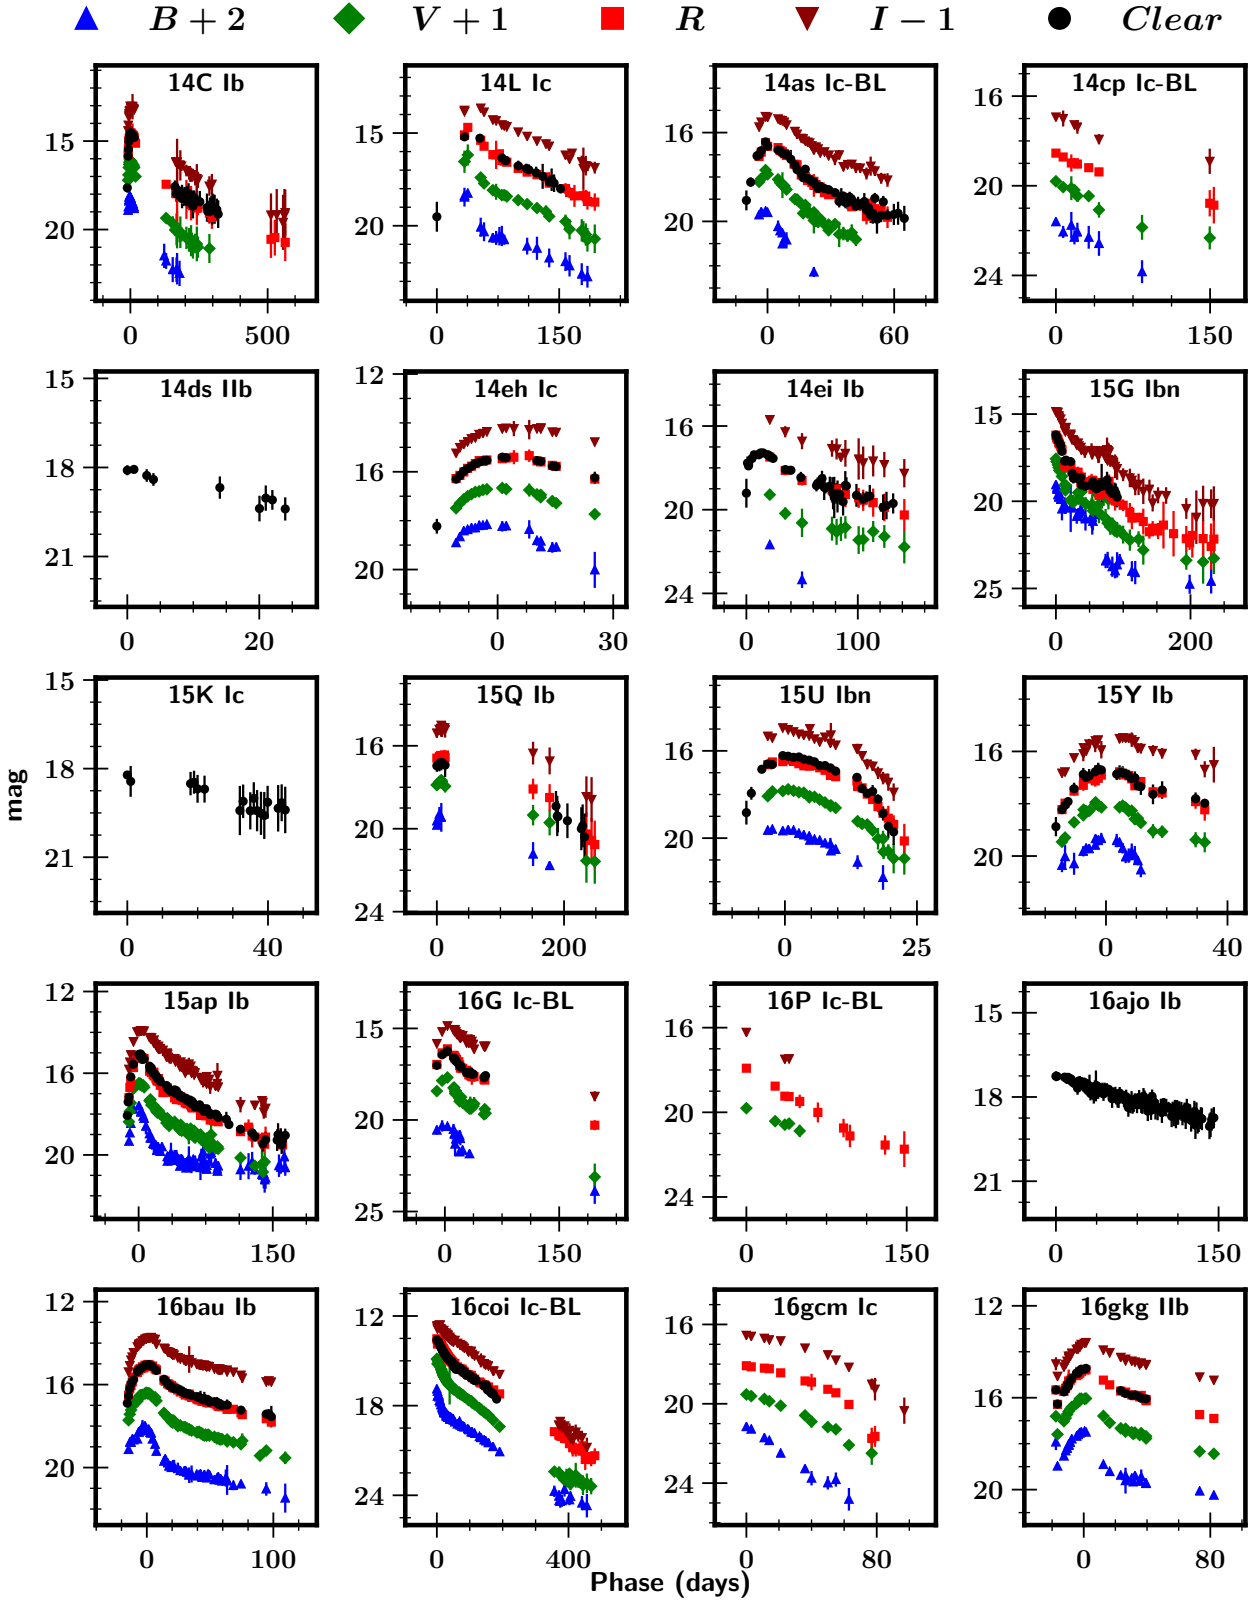 B + 2 V + 1 R I − 1 Clear
14C Ib 14L Ic 14as Ic-BL 14cp Ic-BL
15 20 15 20 16 20 16 20 24
0 500 0 150 0 60 0 150
14ds IIb 14eh Ic 14ei Ib 15G Ibn
15 18 21 12 16 20 16 20 24 15 20 25
0 20 0 30 0 100 0 200
15K Ic 15Q Ib 15U Ibn 15Y Ib
15 18 21 16 20 24 16 20 16 20
0 40 0 200 0 25 0 40
mag
15ap Ib 16G Ic-BL 16P Ic-BL 16ajo Ib
12 16 20 15 20 25 16 20 24 15 18 21
0 150 0 150 0 150 0 150
16bau Ib 16coi Ic-BL 16gcm Ic 16gkg IIb
12 16 20 12 18 24 16 20 24 12 16 20
0 100 0 400 0 80 0 80
Phase (days)